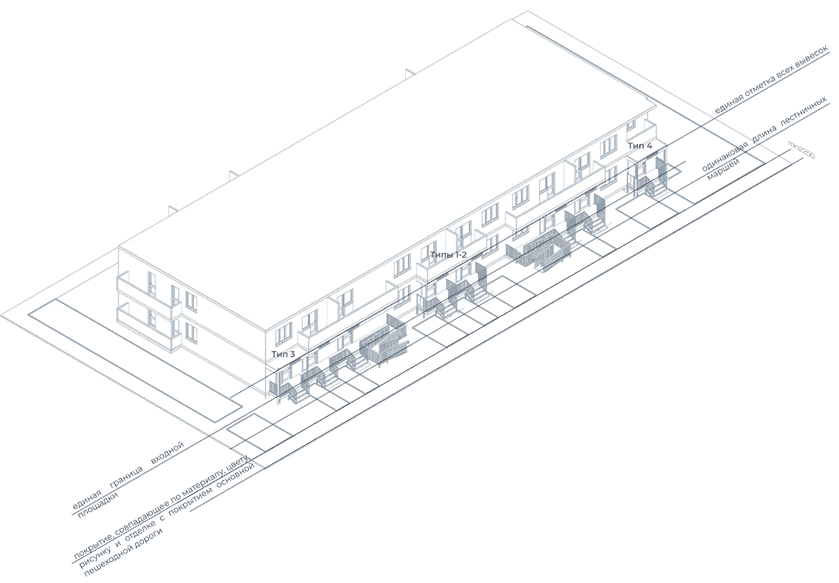 единая отметка всех вывесок
одинаковая длина лестничных
маршей
Тип 4
Типы 1-2
Тип 3
единая граница входной
площадки
покрытие, совпадающее по материалу, цвету,
рисунку и отделке с покрытием основной
пешеходной дороги